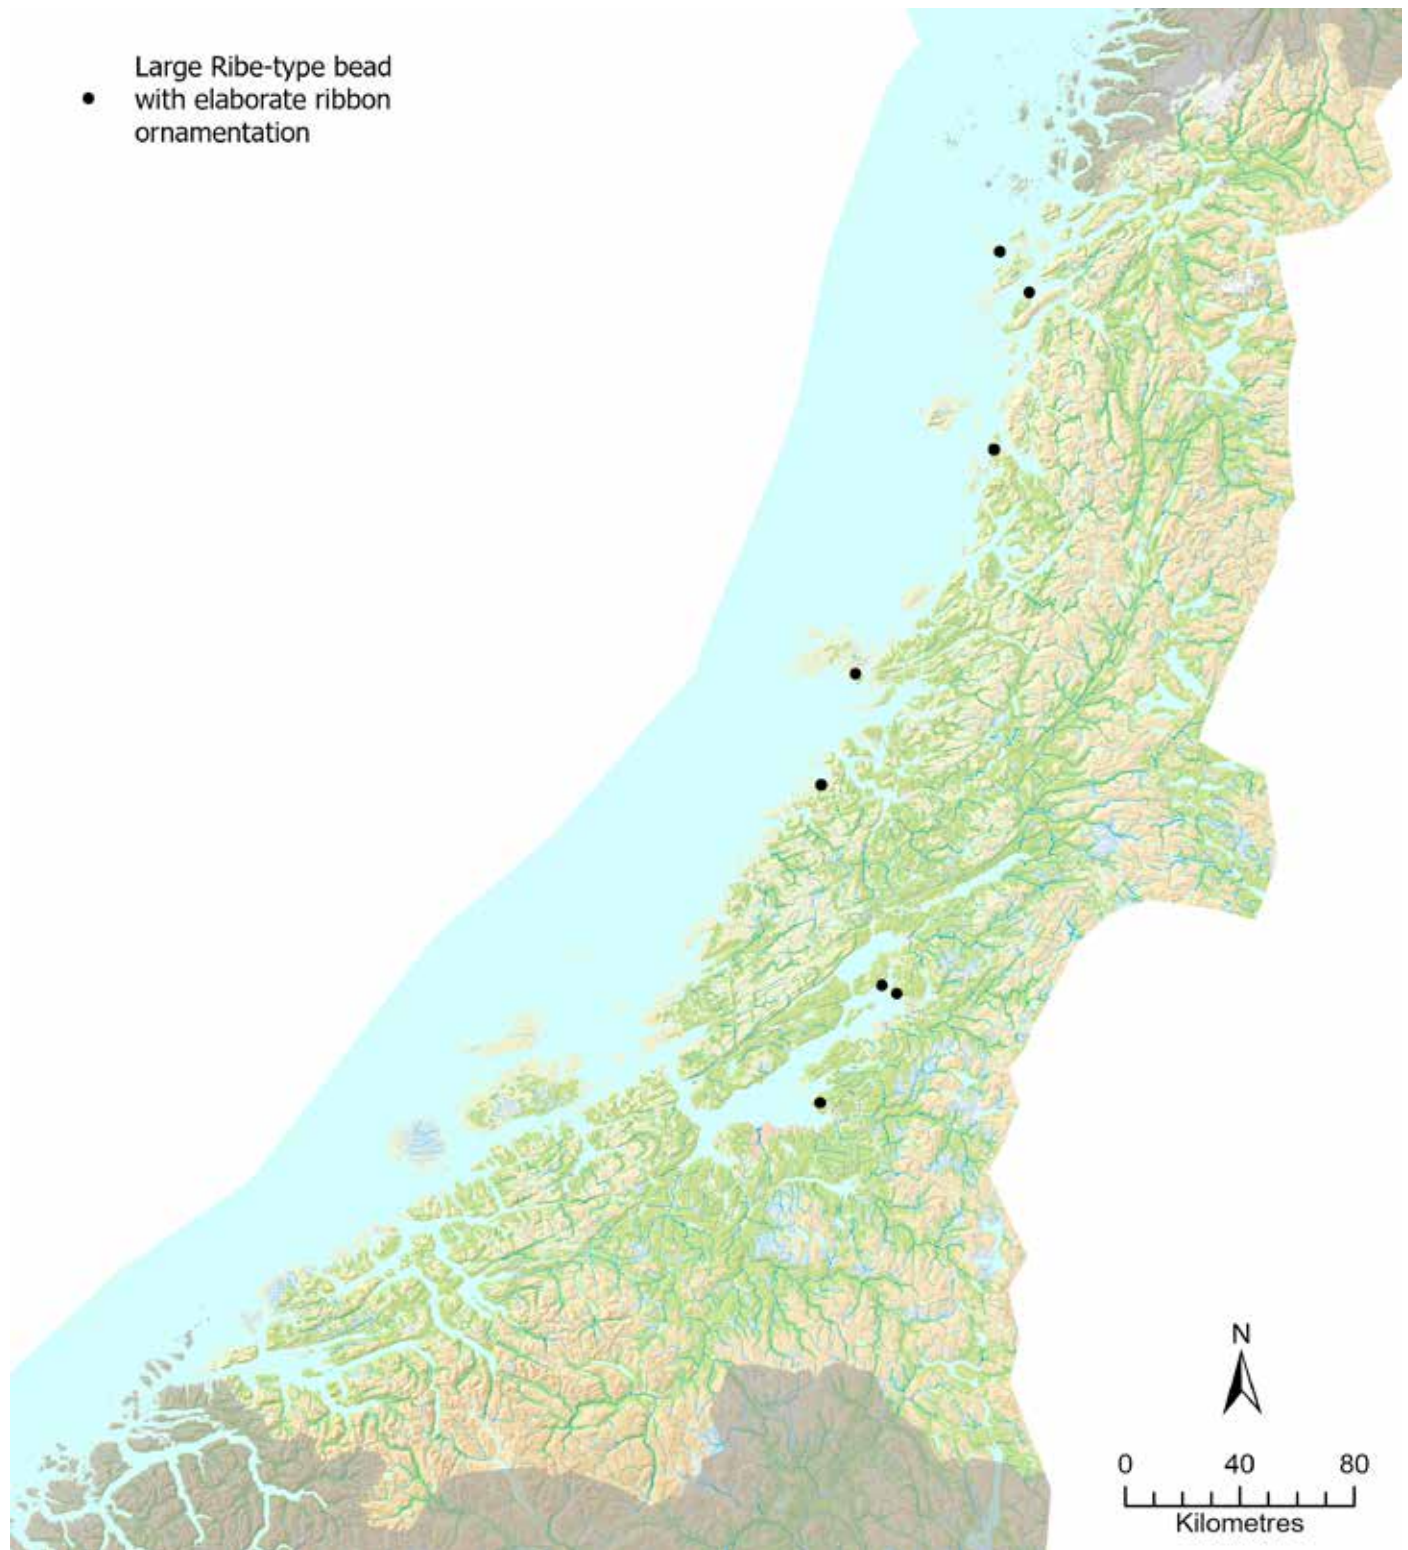 Large Ribe-type bead
with elaborate ribbon
ornamentation
N
0 40 80
Kilometres